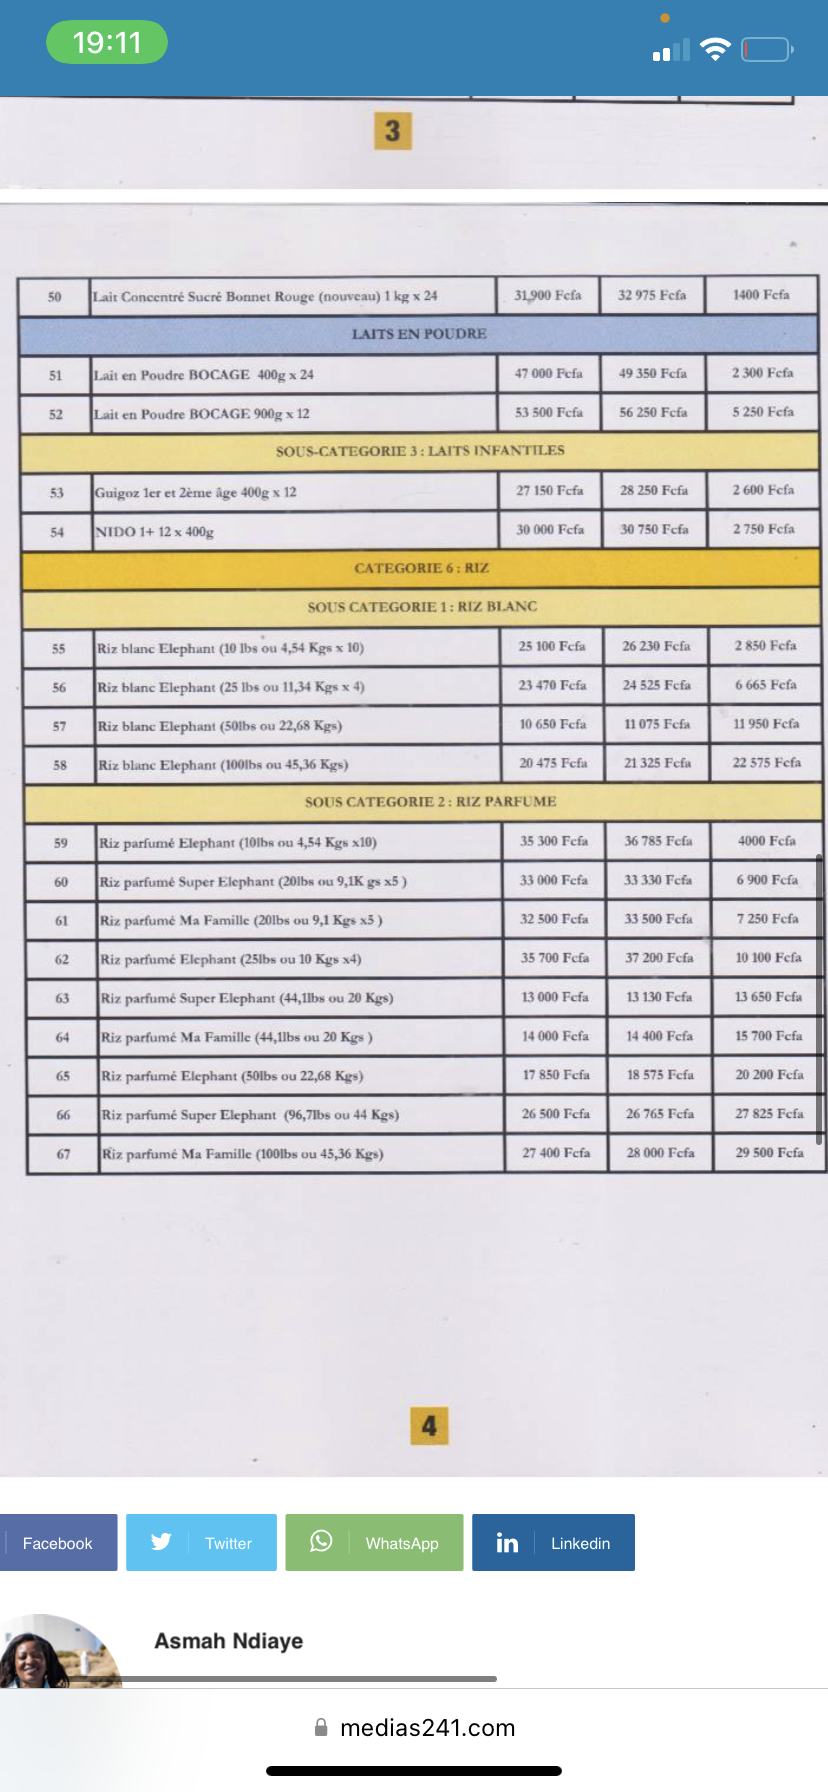 19:11
3
50 Lait Concentré Sucré Bonnet Rouge (nouveau) 1 kg x 24 31,900 Fcfa 32 975 Fcfa 1400 Fcfa
LAITS EN POUDRE
51 Lait en Poudre BOCAGE 400g x 24 47 000 Fcfa 49 350 Fcfa 2 300 Fcfa
52 Lait en Poudre BOCAGE 900g x 12 53 500 Fcfa 56 250 Fcfa 5 250 Fcfa
SOUS-CATEGORIE 3 : LAITS INFANTILES
53 Guigoz 1er et 2ème âge 400g x 12 27 150 Fcfa 28 250 Fcfa 2 600 Fcfa
54 NIDO 1+ 12 x 400g 30 000 Fcfa 30 750 Fcfa 2 750 Fcfa
CATEGORIE 6 : RIZ
SOUS CATEGORIE 1 : RIZ BLANC
55 Riz blanc Elephant (10 lbs ou 4,54 Kgs x 10) 25 100 Fcfa 26 230 Fcfa 2 850 Fcfa
56 Riz blanc Elephant (25 lbs ou 11,34 Kgs x 4) 23 470 Fcfa 24 525 Fcfa 6 665 Fcfa
57 Riz blanc Elephant (50lbs ou 22,68 Kgs) 10 650 Fcfa 11 075 Fcfa 11 950 Fcfa
58 Riz blanc Elephant (100lbs ou 45,36 Kgs) 20 475 Fcfa 21 325 Fcfa 22 575 Fcfa
SOUS CATEGORIE 2 : RIZ PARFUME
59 Riz parfumé Elephant (10lbs ou 4,54 Kgs x10) 35 300 Fcfa 36 785 Fcfa 4000 Fcfa
60 Riz parfumé Super Elephant (20lbs ou 9,1K gs x5 ) 33 000 Fcfa 33 330 Fcfa 6 900 Fcfa
61 Riz parfumé Ma Famille (20lbs ou 9,1 Kgs x5 ) 32 500 Fcfa 33 500 Fcfa 7 250 Fcfa
62 Riz parfumé Elephant (25lbs ou 10 Kgs x4) 35 700 Fcfa 37 200 Fcfa 10 100 Fcfa
63 Riz parfumé Super Elephant (44,1lbs ou 20 Kgs) 13 000 Fcfa 13 130 Fcfa 13 650 Fcfa
64 Riz parfumé Ma Famille (44,1lbs ou 20 Kgs ) 14 000 Fcfa 14 400 Fcfa 15 700 Fcfa
65 Riz parfumé Elephant (50lbs ou 22,68 Kgs) 17 850 Fcfa 18 575 Fcfa 20 200 Fcfa
66 Riz parfumé Super Elephant (96,7lbs ou 44 Kgs) 26 500 Fcfa 26 765 Fcfa 27 825 Fcfa
67 Riz parfumé Ma Famille (100lbs ou 45,36 Kgs) 27 400 Fcfa 28 000 Fcfa 29 500 Fcfa
4
Facebook Twitter WhatsApp in Linkedin
Asmah Ndiaye
medias241.com